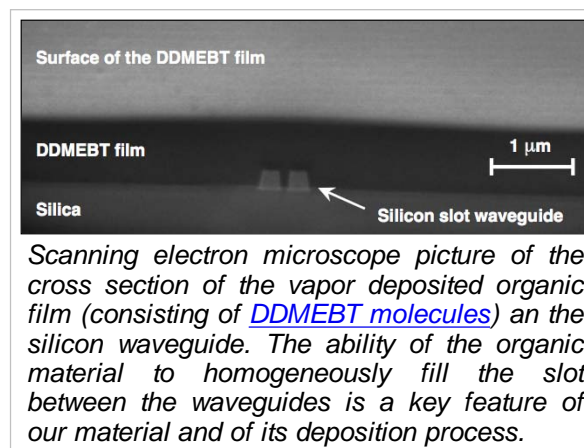 Surface of the DDMEBT film
1 μm
DDMEBT film
Silica
Silicon slot waveguide
Scanning electron microscope picture of the
cross section of the vapor deposited organic
film (consisting of DDMEBT molecules) an the
silicon waveguide. The ability of the organic
material to homogeneously fill the slot
between the waveguides is a key feature of
our material and of its deposition process.